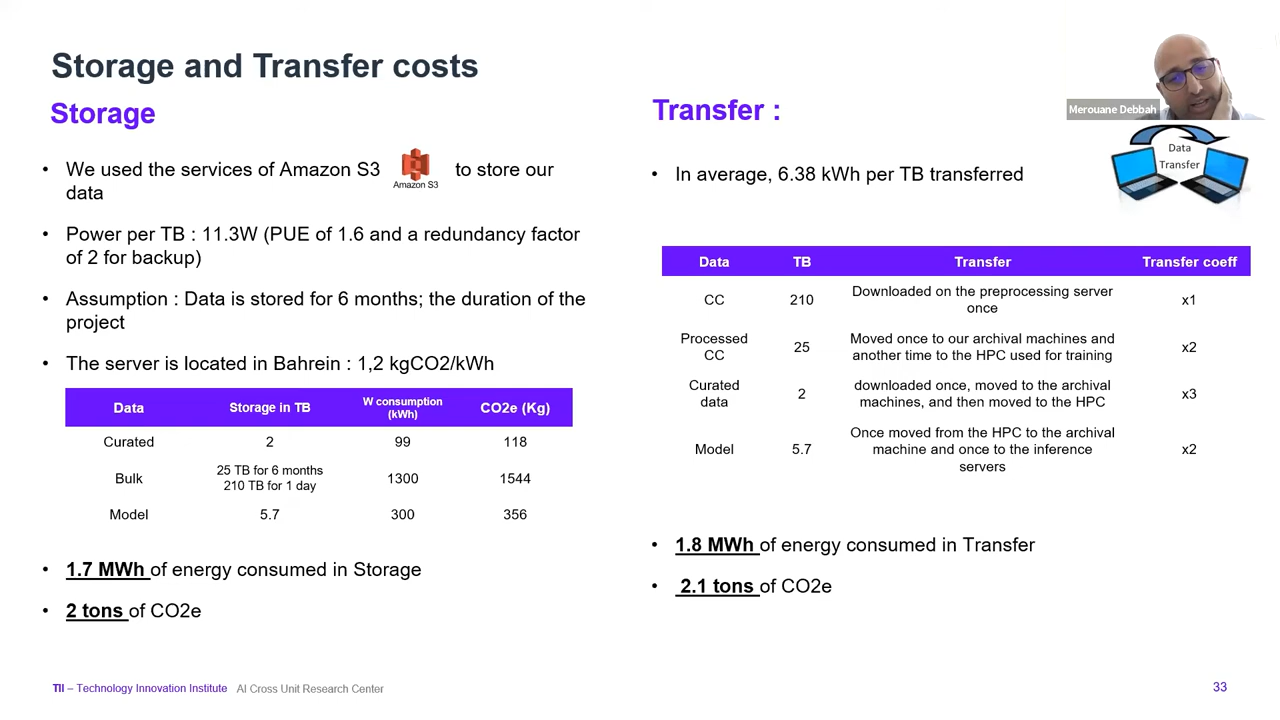 Storage and Transfer costs
Storage
• We used the services of Amazon S3 to store our
data
Amazon S3
• Power per TB : 11.3W (PUE of 1.6 and a redundancy factor
of 2 for backup)
• Assumption : Data is stored for 6 months; the duration of the
project
• The server is located in Bahrein : 1,2 kgCO2/kWh
Data Storage in TB W consumption (kWh) CO2e (Kg)
Curated 2 99 118
Bulk 25 TB for 6 months 1300 1544
210 TB for 1 day
Model 5.7 300 356
• 1.7 MWh of energy consumed in Storage
• 2 tons of CO2e
Transfer :
Merouane Debbah
Data
Transfer
• In average, 6.38 kWh per TB transferred
Data TB Transfer Transfer coeff
CC 210 Downloaded on the preprocessing server x1
once
Processed 25 Moved once to our archival machines and x2
CC another time to the HPC used for training
Curated 2 downloaded once, moved to the archival x3
data machines, and then moved to the HPC
Model 5.7 Once moved from the HPC to the archival x2
machine and once to the inference
servers
• 1.8 MWh of energy consumed in Transfer
• 2.1 tons of CO2e
TII – Technology Innovation Institute AI Cross Unit Research Center
33